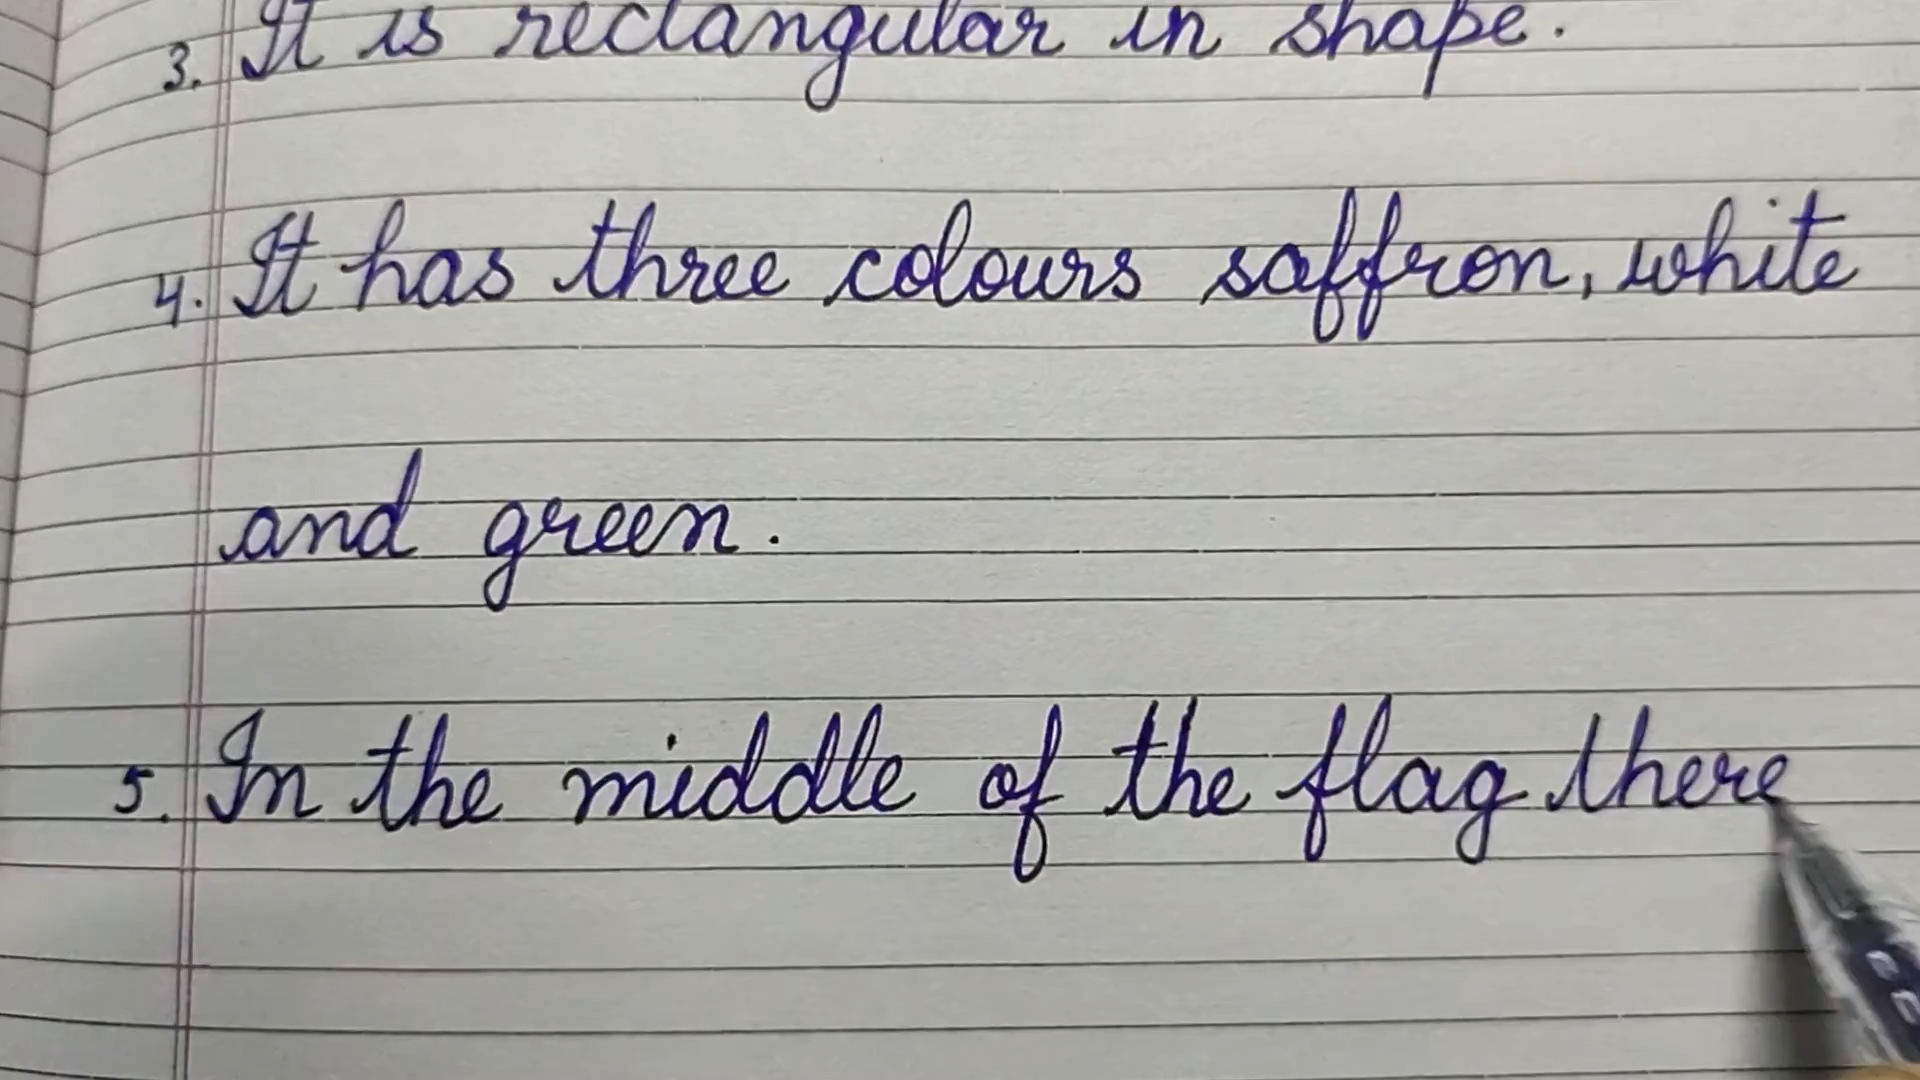 3. It is rectangular in shape.
4. It has three colours saffron, white
and green.
5. In the middle of the flag there